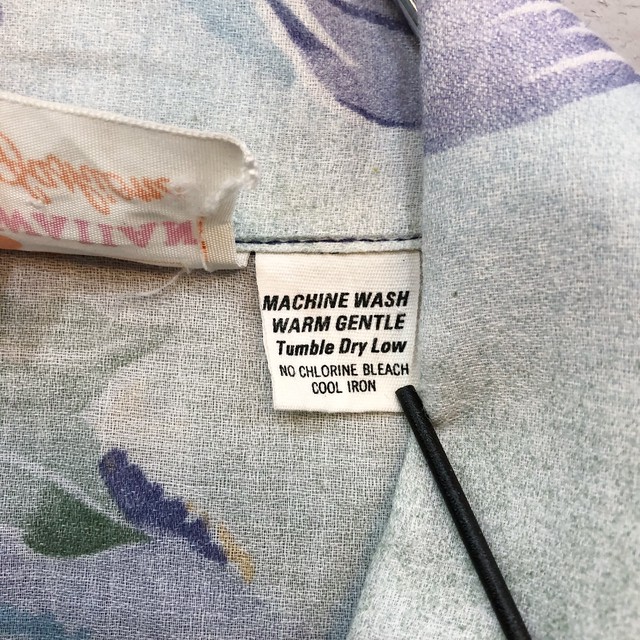 MACHINE WASH
WARM GENTLE
Tumble Dry Low
NO CHLORINE BLEACH
COOL IRON